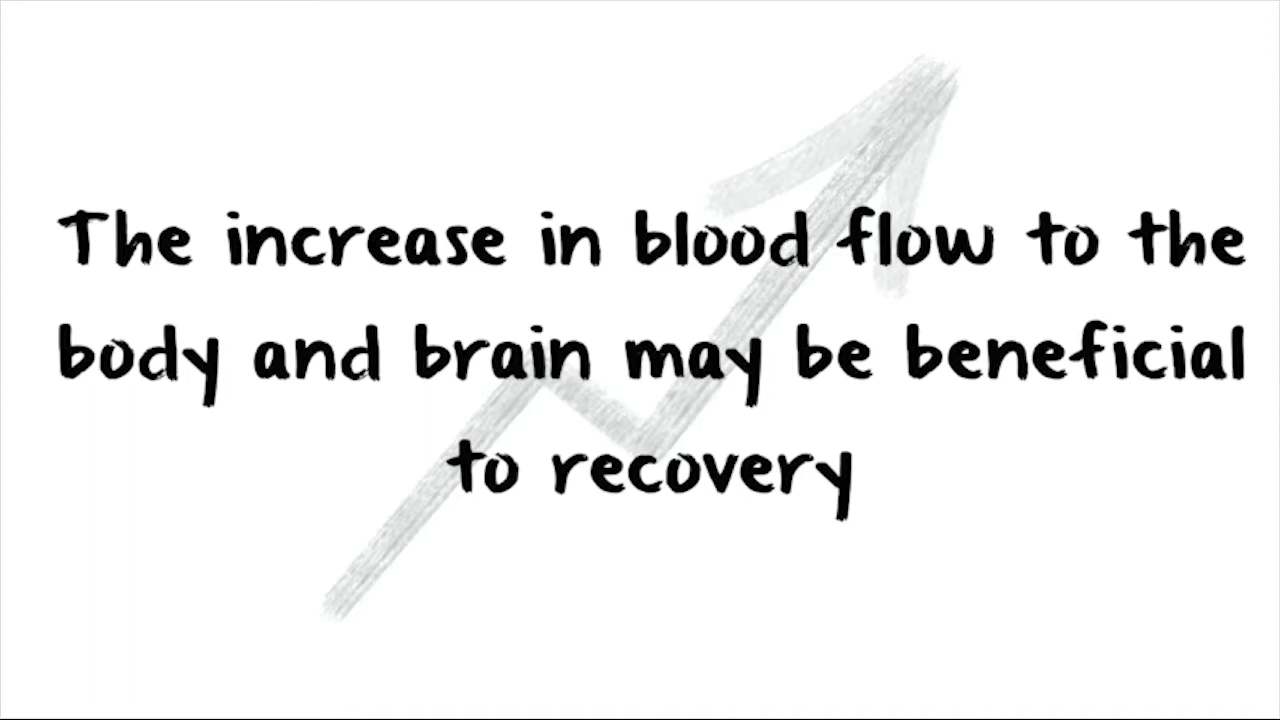 The increase in blood flow to the
body and brain may be beneficial
to recovery